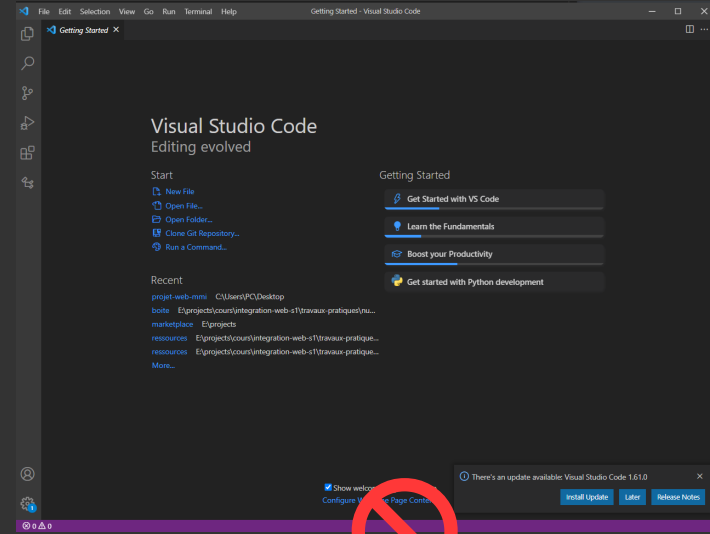 File Edit Selection View Go Run Terminal Help Getting Started - Visual Studio Code
Getting Started
Visual Studio Code
Editing evolved
Start
New File
Open File...
Open Folder...
Clone Git Repository...
Run a Command...
Recent
projet-web-mmi C:\Users\PC\Desktop
boite E:\projects\cours\integration-web-s1\travaux-pratiques\nu...
marketplace E:\projects
ressources E:\projects\cours\integration-web-s1\travaux-pratique...
ressources E:\projects\cours\integration-web-s1\travaux-pratique...
More...
Getting Started
Get Started with VS Code
Learn the Fundamentals
Boost your Productivity
Get started with Python development
Show
Configure Page
There's an update available: Visual Studio Code 1.61.0
Install Update Later Release Notes
1
0 0